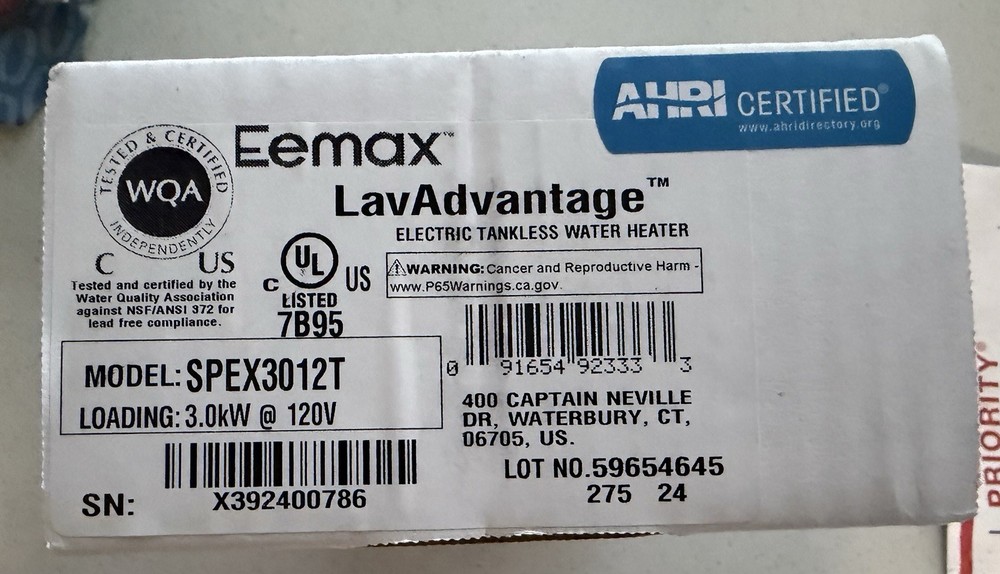 AHRI CERTIFIED®
www.ahridirectory.org
TESTED & CERTIFIED
WQA
INDEPENDENTLY
C US
Tested and certified by the
Water Quality Association
against NSF/ANSI 372 for
lead free compliance.
Eemax™
LavAdvantage™
ELECTRIC TANKLESS WATER HEATER
C UL US
LISTED
7B95
⚠WARNING: Cancer and Reproductive Harm -
www.P65Warnings.ca.gov.
MODEL: SPEX3012T
LOADING: 3.0kW @ 120V
0 91654 92333 3
400 CAPTAIN NEVILLE
DR, WATERBURY, CT,
06705, US.
LOT NO.59654645
275 24
SN: X392400786
PRIORITY®